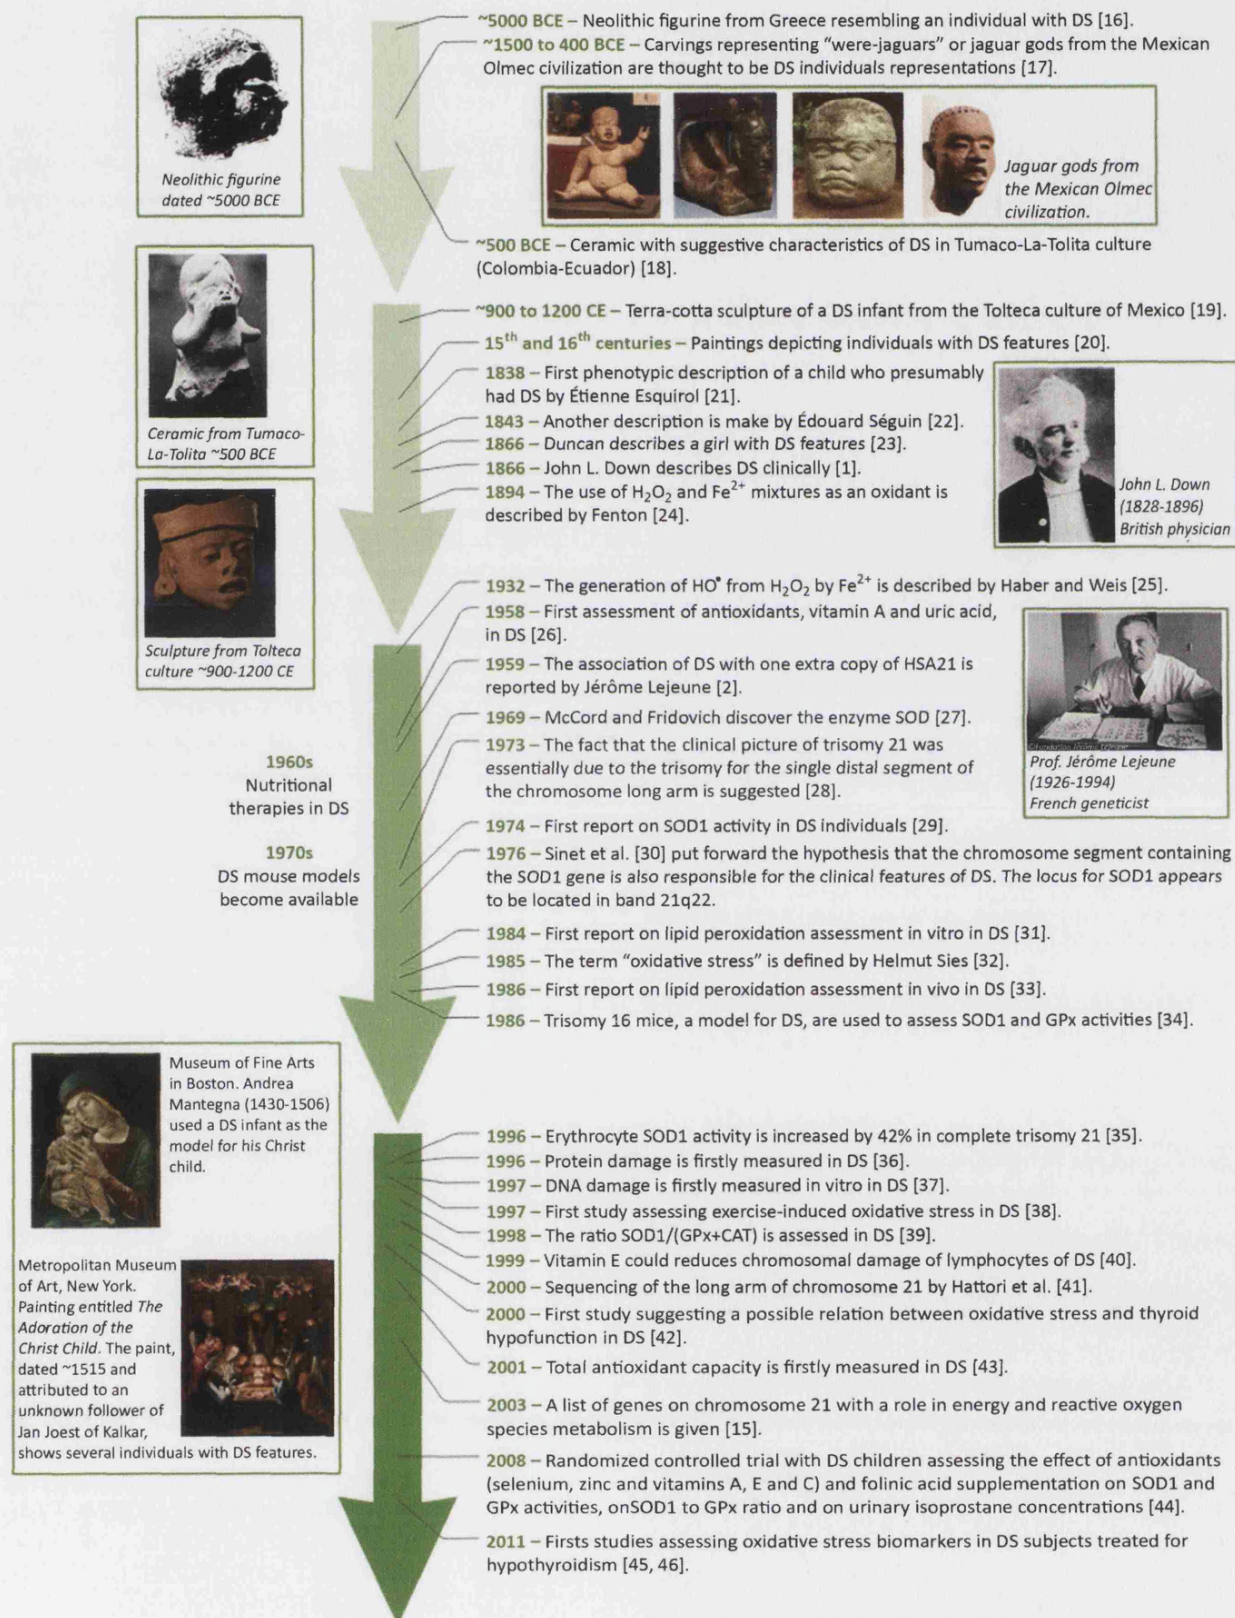 ~5000 BCE – Neolithic figurine from Greece resembling an individual with DS [16].
~1500 to 400 BCE – Carvings representing “were-jaguars” or jaguar gods from the Mexican
Olmec civilization are thought to be DS individuals representations [17].
Neolithic figurine
dated ~5000 BCE
Jaguar gods from
the Mexican Olmec
civilization.
~500 BCE – Ceramic with suggestive characteristics of DS in Tumaco-La-Tolita culture
(Colombia-Ecuador) [18].
Ceramic from Tumaco-
La-Tolita ~500 BCE
~900 to 1200 CE – Terra-cotta sculpture of a DS infant from the Tolteca culture of Mexico [19].
15th and 16th centuries – Paintings depicting individuals with DS features [20].
1838 – First phenotypic description of a child who presumably
had DS by Étienne Esquirol [21].
1843 – Another description is make by Édouard Séguin [22].
1866 – Duncan describes a girl with DS features [23].
1866 – John L. Down describes DS clinically [1].
1894 – The use of H2O2 and Fe2+ mixtures as an oxidant is
described by Fenton [24].
John L. Down
(1828-1896)
British physician
Sculpture from Tolteca
culture ~900-1200 CE
1932 – The generation of HO• from H2O2 by Fe2+ is described by Haber and Weis [25].
1958 – First assessment of antioxidants, vitamin A and uric acid,
in DS [26].
1959 – The association of DS with one extra copy of HSA21 is
reported by Jérôme Lejeune [2].
1969 – McCord and Fridovich discover the enzyme SOD [27].
1973 – The fact that the clinical picture of trisomy 21 was
essentially due to the trisomy for the single distal segment of
the chromosome long arm is suggested [28].
©Fondation Jérôme Lejeune
Prof. Jérôme Lejeune
(1926-1994)
French geneticist
1960s
Nutritional
therapies in DS
1970s
DS mouse models
become available
1974 – First report on SOD1 activity in DS individuals [29].
1976 – Sinet et al. [30] put forward the hypothesis that the chromosome segment containing
the SOD1 gene is also responsible for the clinical features of DS. The locus for SOD1 appears
to be located in band 21q22.
1984 – First report on lipid peroxidation assessment in vitro in DS [31].
1985 – The term “oxidative stress” is defined by Helmut Sies [32].
1986 – First report on lipid peroxidation assessment in vivo in DS [33].
1986 – Trisomy 16 mice, a model for DS, are used to assess SOD1 and GPx activities [34].
Museum of Fine Arts
in Boston. Andrea
Mantegna (1430-1506)
used a DS infant as the
model for his Christ
child.
Metropolitan Museum
of Art, New York.
Painting entitled The
Adoration of the
Christ Child. The paint,
dated ~1515 and
attributed to an
unknown follower of
Jan Joest of Kalkar,
shows several individuals with DS features.
1996 – Erythrocyte SOD1 activity is increased by 42% in complete trisomy 21 [35].
1996 – Protein damage is firstly measured in DS [36].
1997 – DNA damage is firstly measured in vitro in DS [37].
1997 – First study assessing exercise-induced oxidative stress in DS [38].
1998 – The ratio SOD1/(GPx+CAT) is assessed in DS [39].
1999 – Vitamin E could reduces chromosomal damage of lymphocytes of DS [40].
2000 – Sequencing of the long arm of chromosome 21 by Hattori et al. [41].
2000 – First study suggesting a possible relation between oxidative stress and thyroid
hypofunction in DS [42].
2001 – Total antioxidant capacity is firstly measured in DS [43].
2003 – A list of genes on chromosome 21 with a role in energy and reactive oxygen
species metabolism is given [15].
2008 – Randomized controlled trial with DS children assessing the effect of antioxidants
(selenium, zinc and vitamins A, E and C) and folinic acid supplementation on SOD1 and
GPx activities, onSOD1 to GPx ratio and on urinary isoprostane concentrations [44].
2011 – Firsts studies assessing oxidative stress biomarkers in DS subjects treated for
hypothyroidism [45, 46].